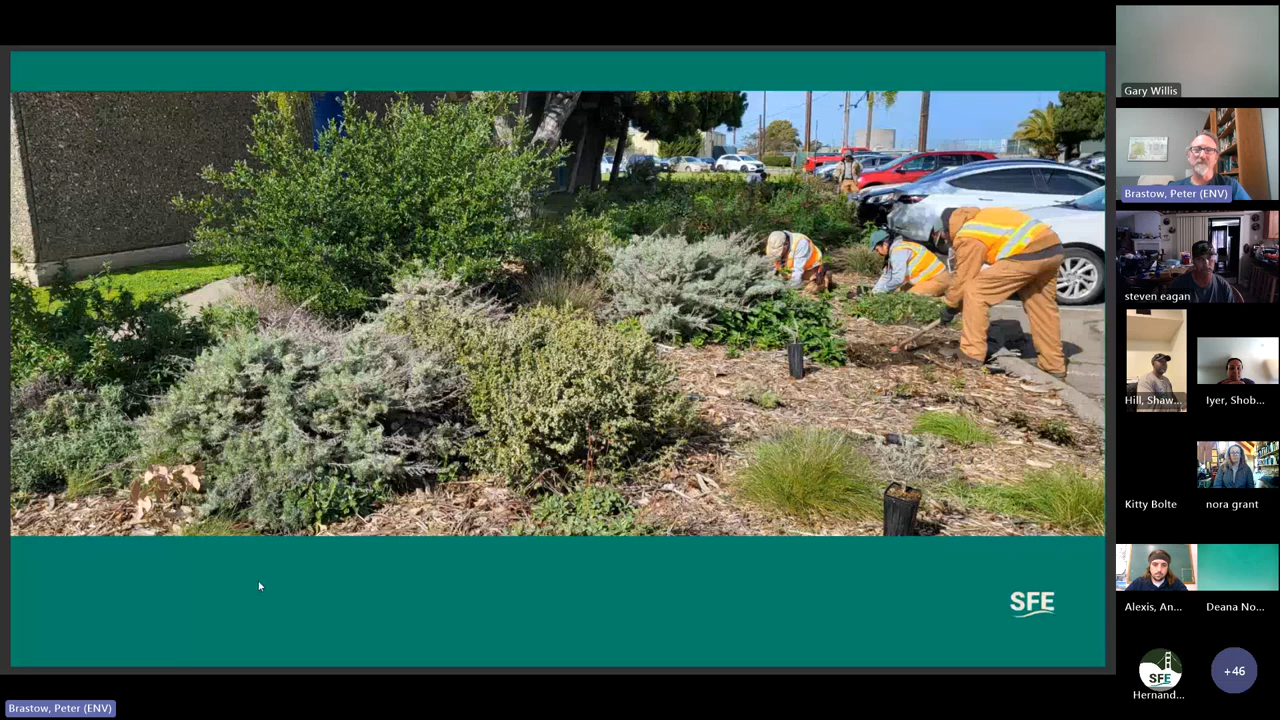 SFE
Brastow, Peter (ENV)
Gary Willis
Brastow, Peter (ENV)
steven eagan
Hill, Shaw...
Iyer, Shob...
Kitty Bolte
nora grant
Alexis, An...
Deana No...
SFE
Hernand...
+46